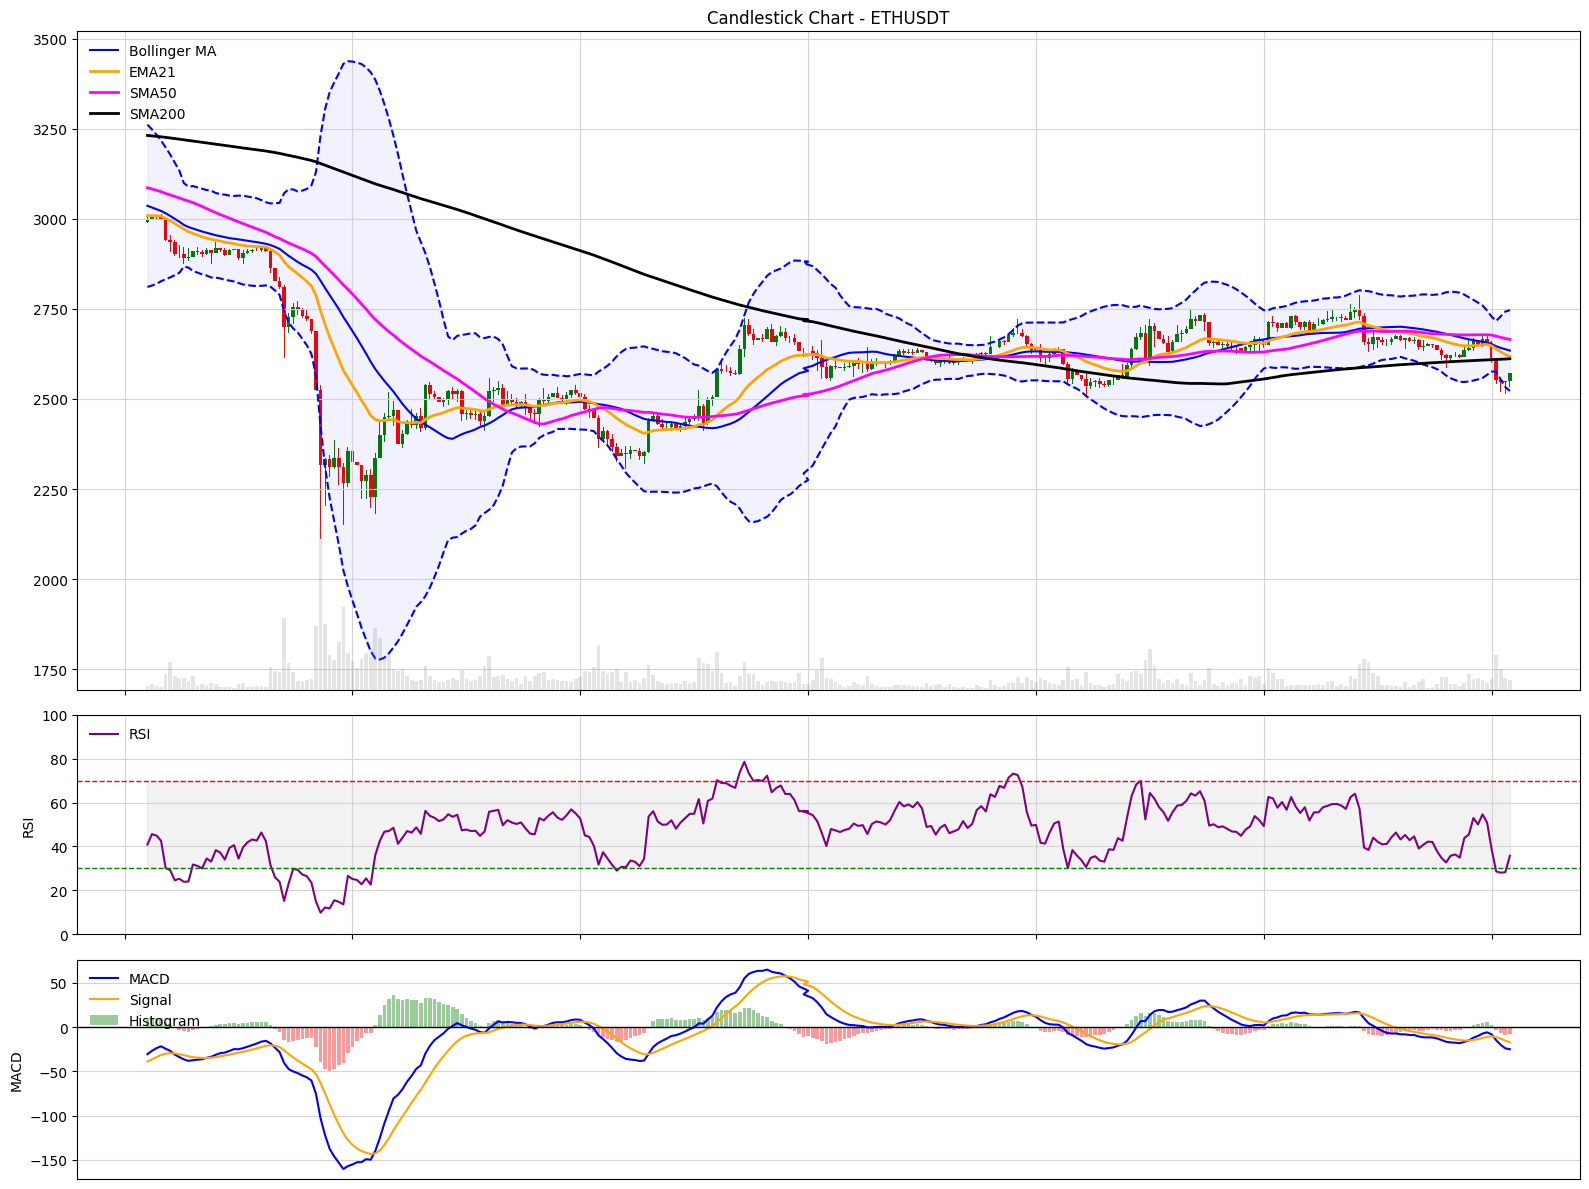 Candlestick Chart - ETHUSDT
3500
3250
3000
2750
2500
2250
2000
1750
Bollinger MA
EMA21
SMA50
SMA200
100
80
60
40
20
0
RSI
RSI
50
0
−50
−100
−150
MACD
MACD
Signal
Histogram